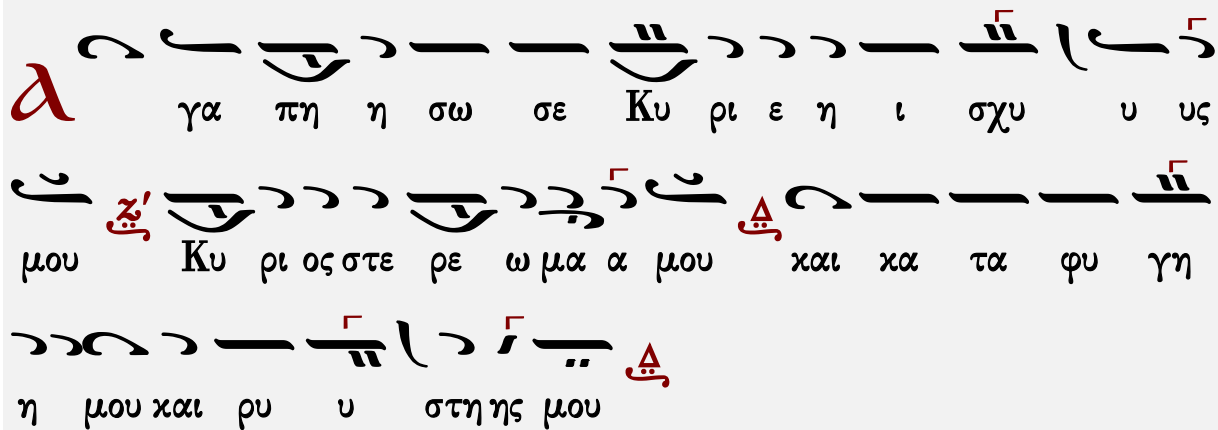 α γα πη η σω σε Κυ ρι ε η ι σχυ υ υς
μου Ζ′ Κυ ρι ος στε ρε ω μα α μου Δ και κα τα φυ γη
η μου και ρυ υ στη ης μου Δ